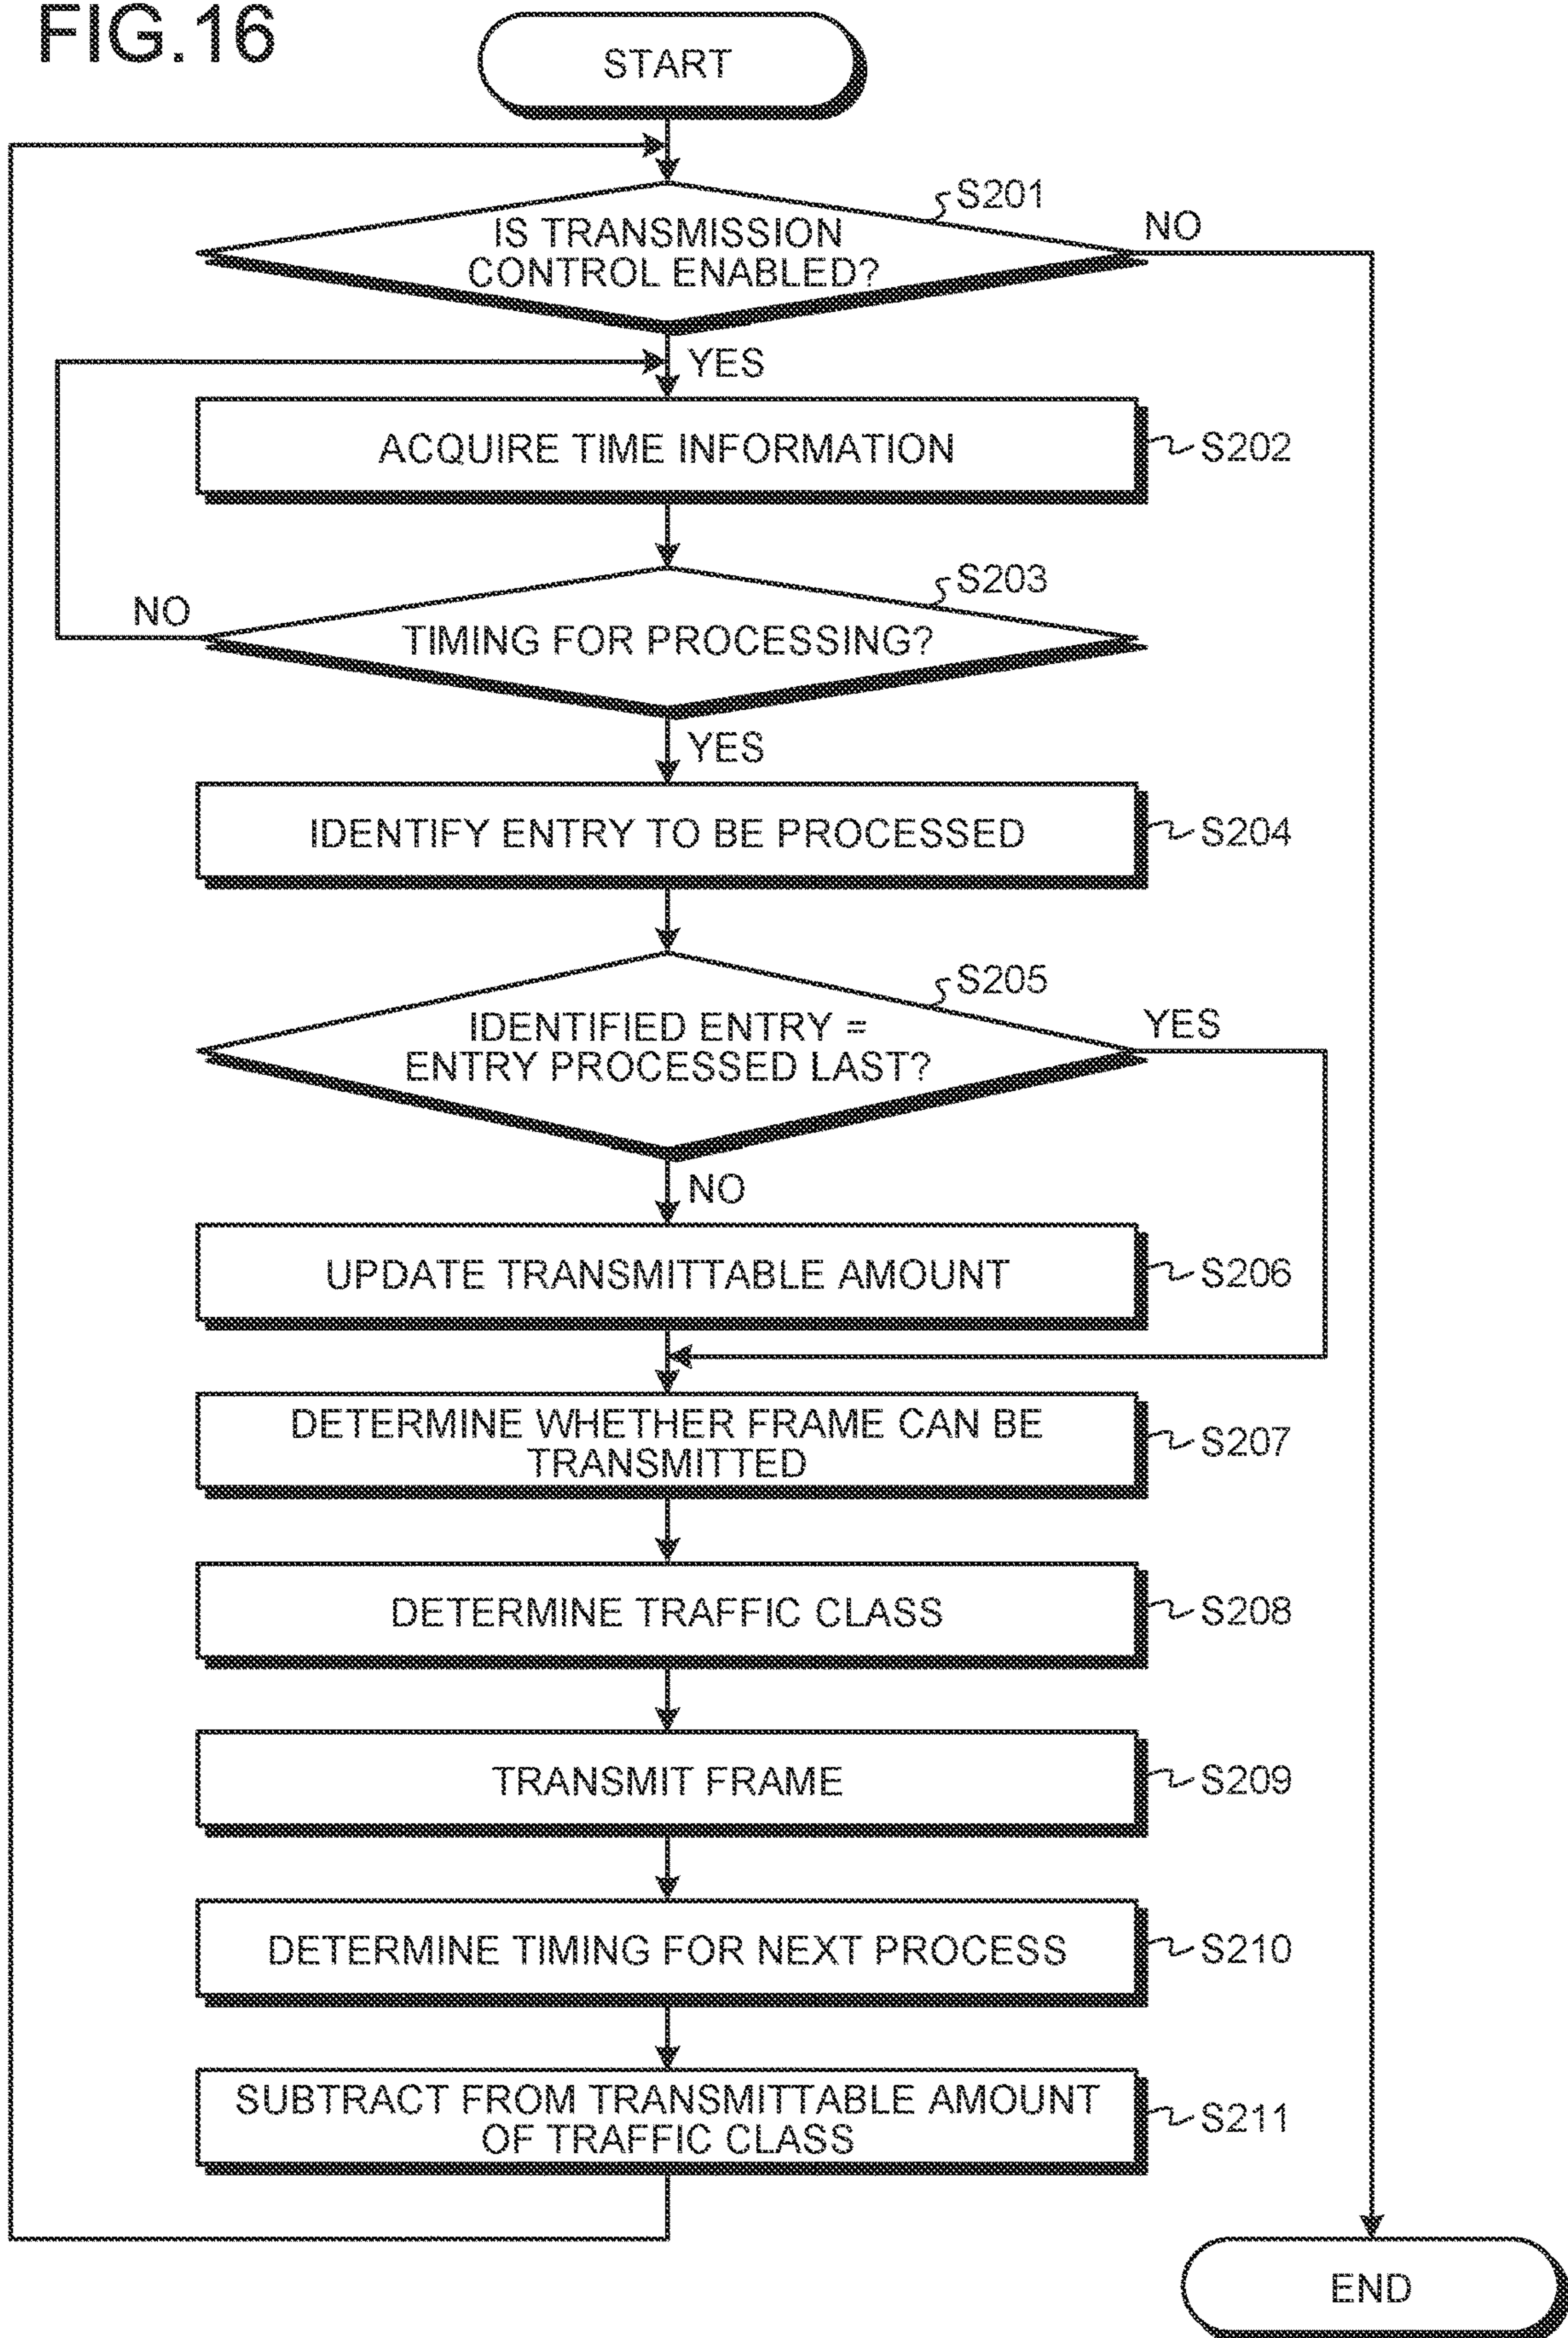 FIG.16
START
S201
IS TRANSMISSION
CONTROL ENABLED?
NO
YES
ACQUIRE TIME INFORMATION
S202
S203
NO
TIMING FOR PROCESSING?
YES
IDENTIFY ENTRY TO BE PROCESSED
S204
S205
IDENTIFIED ENTRY =
ENTRY PROCESSED LAST?
YES
NO
UPDATE TRANSMITTABLE AMOUNT
S206
DETERMINE WHETHER FRAME CAN BE
TRANSMITTED
S207
DETERMINE TRAFFIC CLASS
S208
TRANSMIT FRAME
S209
DETERMINE TIMING FOR NEXT PROCESS
S210
SUBTRACT FROM TRANSMITTABLE AMOUNT
OF TRAFFIC CLASS
S211
END